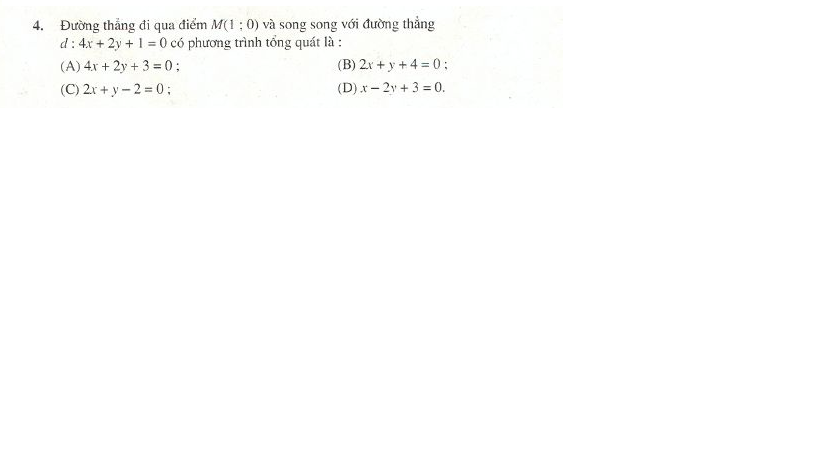 4. Đường thẳng đi qua điểm M(1 ; 0) và song song với đường thẳng
d : 4x + 2y + 1 = 0 có phương trình tổng quát là :
(A) 4x + 2y + 3 = 0 ; (B) 2x + y + 4 = 0 ;
(C) 2x + y – 2 = 0 ; (D) x – 2y + 3 = 0.